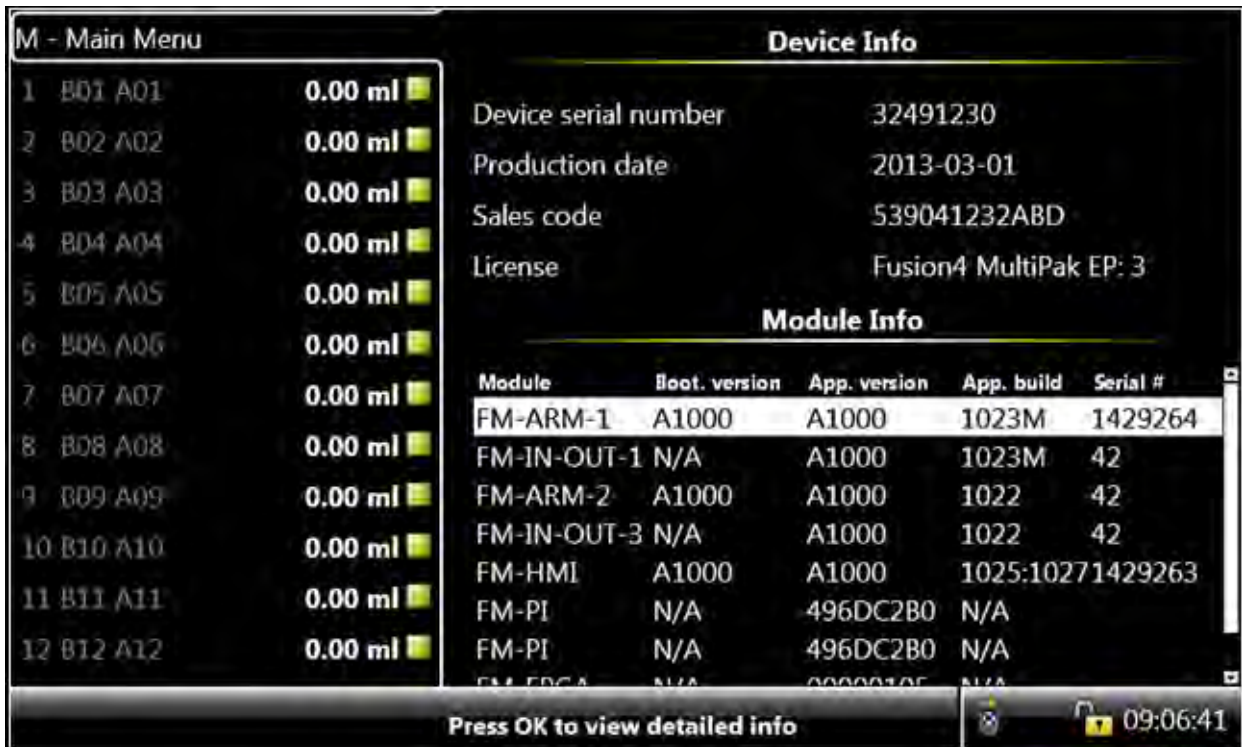 M - Main Menu
1 B01 A01 0.00 ml
2 B02 A02 0.00 ml
3 B03 A03 0.00 ml
4 B04 A04 0.00 ml
5 B05 A05 0.00 ml
6 B06 A06 0.00 ml
7 B07 A07 0.00 ml
8 B08 A08 0.00 ml
9 B09 A09 0.00 ml
10 B10 A10 0.00 ml
11 B11 A11 0.00 ml
12 B12 A12 0.00 ml
Device Info
Device serial number 32491230
Production date 2013-03-01
Sales code 539041232ABD
License Fusion4 MultiPak EP: 3
Module Info
Module Boot. version App. version App. build Serial #
FM-ARM-1 A1000 A1000 1023M 1429264
FM-IN-OUT-1 N/A A1000 1023M 42
FM-ARM-2 A1000 A1000 1022 42
FM-IN-OUT-3 N/A A1000 1022 42
FM-HMI A1000 A1000 1025:1027 1429263
FM-PI N/A 496DC2B0 N/A
FM-PI N/A 496DC2B0 N/A
Press OK to view detailed info
09:06:41